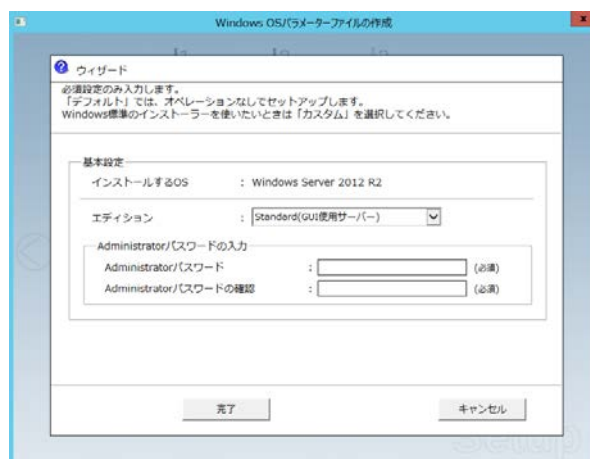 Windows OSパラメーターファイルの作成
ウィザード
必須設定のみ入力します。
「デフォルト」では、オペレーションなしでセットアップします。
Windows標準のインストーラーを使いたいときは「カスタム」を選択してください。
基本設定
インストールするOS : Windows Server 2012 R2
エディション : Standard(GUI使用サーバー)
Administratorパスワードの入力
Administratorパスワード : (必須)
Administratorパスワードの確認 : (必須)
完了 キャンセル
Setup